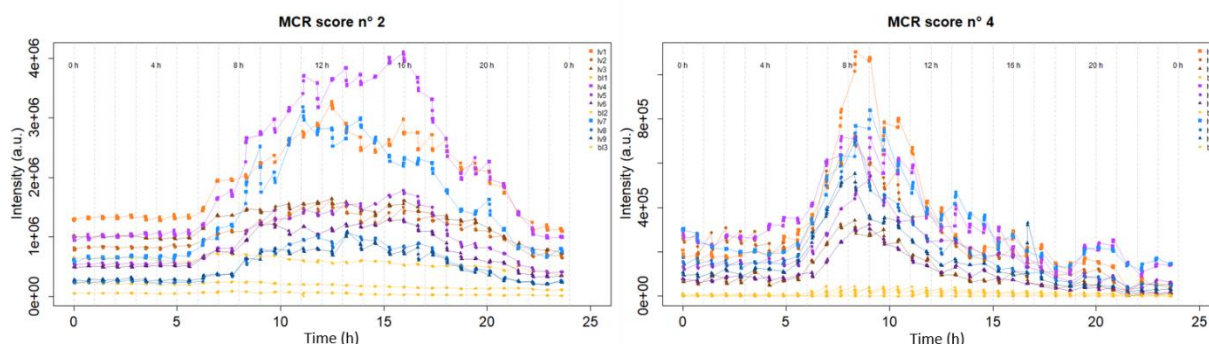 MCR score n° 2
Intensity (a.u.)
4e+06
3e+06
2e+06
1e+06
0e+00
0 h
4 h
8 h
12 h
16 h
20 h
0 h
lv1
lv2
lv3
bl1
lv4
lv5
lv6
bl2
lv7
lv8
lv9
bl3
0
5
10
15
20
25
Time (h)
MCR score n° 4
Intensity (a.u.)
8e+05
4e+05
0e+00
0 h
4 h
8 h
12 h
16 h
20 h
0 h
0
5
10
15
20
25
Time (h)